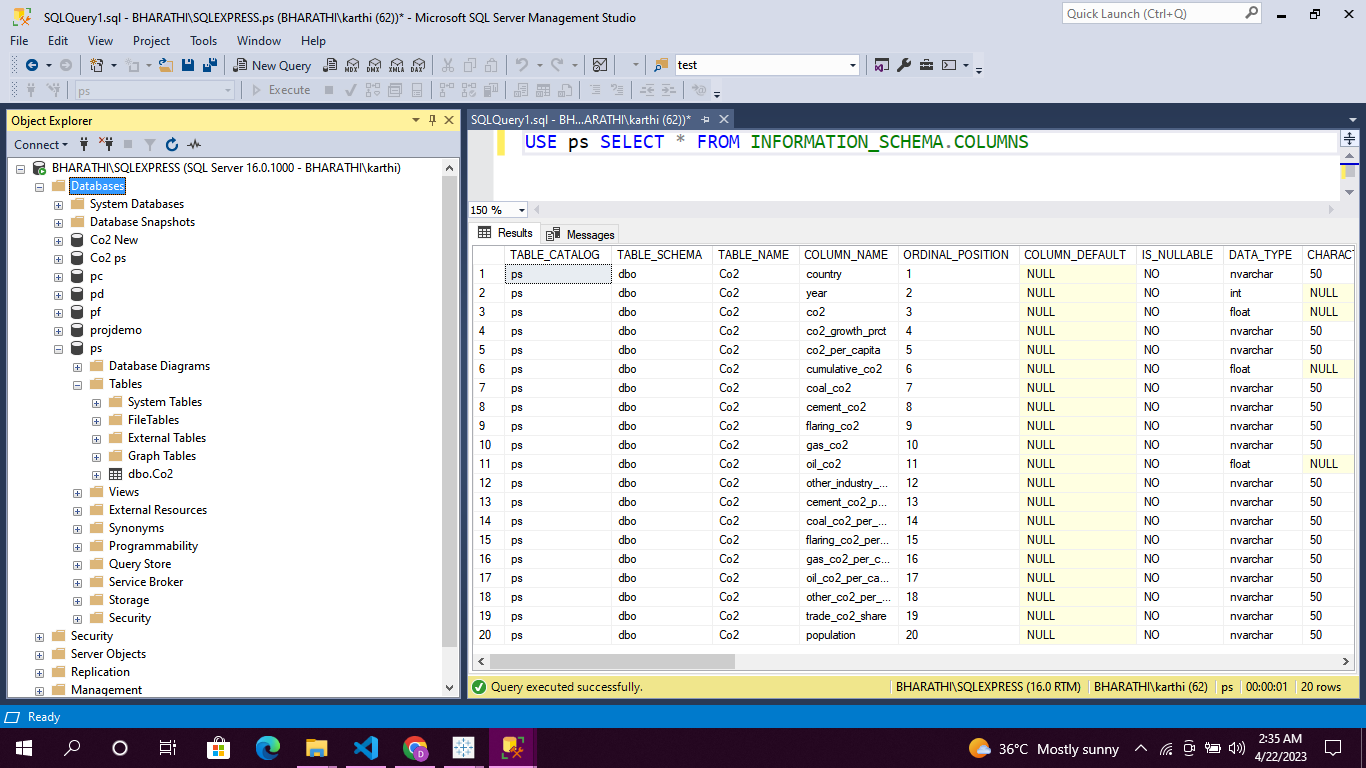 SQLQuery1.sql - BHARATHI\SQLEXPRESS.ps (BHARATHI\karthi (62))* - Microsoft SQL Server Management Studio
Quick Launch (Ctrl+Q)
File Edit View Project Tools Window Help
New Query MDX DMX XMLA DAX test
ps Execute
Object Explorer
Connect
BHARATHI\SQLEXPRESS (SQL Server 16.0.1000 - BHARATHI\karthi)
Databases
System Databases
Database Snapshots
Co2 New
Co2 ps
pc
pd
pf
projdemo
ps
Database Diagrams
Tables
System Tables
FileTables
External Tables
Graph Tables
dbo.Co2
Views
External Resources
Synonyms
Programmability
Query Store
Service Broker
Storage
Security
Security
Server Objects
Replication
Management
SQLQuery1.sql - BH...ARATHI\karthi (62))*
USE ps SELECT * FROM INFORMATION_SCHEMA.COLUMNS
150 %
Results Messages
TABLE_CATALOG TABLE_SCHEMA TABLE_NAME COLUMN_NAME ORDINAL_POSITION COLUMN_DEFAULT IS_NULLABLE DATA_TYPE CHARACT
1 ps dbo Co2 country 1 NULL NO nvarchar 50
2 ps dbo Co2 year 2 NULL NO int NULL
3 ps dbo Co2 co2 3 NULL NO float NULL
4 ps dbo Co2 co2_growth_prct 4 NULL NO nvarchar 50
5 ps dbo Co2 co2_per_capita 5 NULL NO nvarchar 50
6 ps dbo Co2 cumulative_co2 6 NULL NO float NULL
7 ps dbo Co2 coal_co2 7 NULL NO nvarchar 50
8 ps dbo Co2 cement_co2 8 NULL NO nvarchar 50
9 ps dbo Co2 flaring_co2 9 NULL NO nvarchar 50
10 ps dbo Co2 gas_co2 10 NULL NO nvarchar 50
11 ps dbo Co2 oil_co2 11 NULL NO float NULL
12 ps dbo Co2 other_industry_... 12 NULL NO nvarchar 50
13 ps dbo Co2 cement_co2_p... 13 NULL NO nvarchar 50
14 ps dbo Co2 coal_co2_per_... 14 NULL NO nvarchar 50
15 ps dbo Co2 flaring_co2_per... 15 NULL NO nvarchar 50
16 ps dbo Co2 gas_co2_per_c... 16 NULL NO nvarchar 50
17 ps dbo Co2 oil_co2_per_ca... 17 NULL NO nvarchar 50
18 ps dbo Co2 other_co2_per_... 18 NULL NO nvarchar 50
19 ps dbo Co2 trade_co2_share 19 NULL NO nvarchar 50
20 ps dbo Co2 population 20 NULL NO nvarchar 50
Query executed successfully. BHARATHI\SQLEXPRESS (16.0 RTM) BHARATHI\karthi (62) ps 00:00:01 20 rows
Ready
36°C Mostly sunny
2:35 AM
4/22/2023